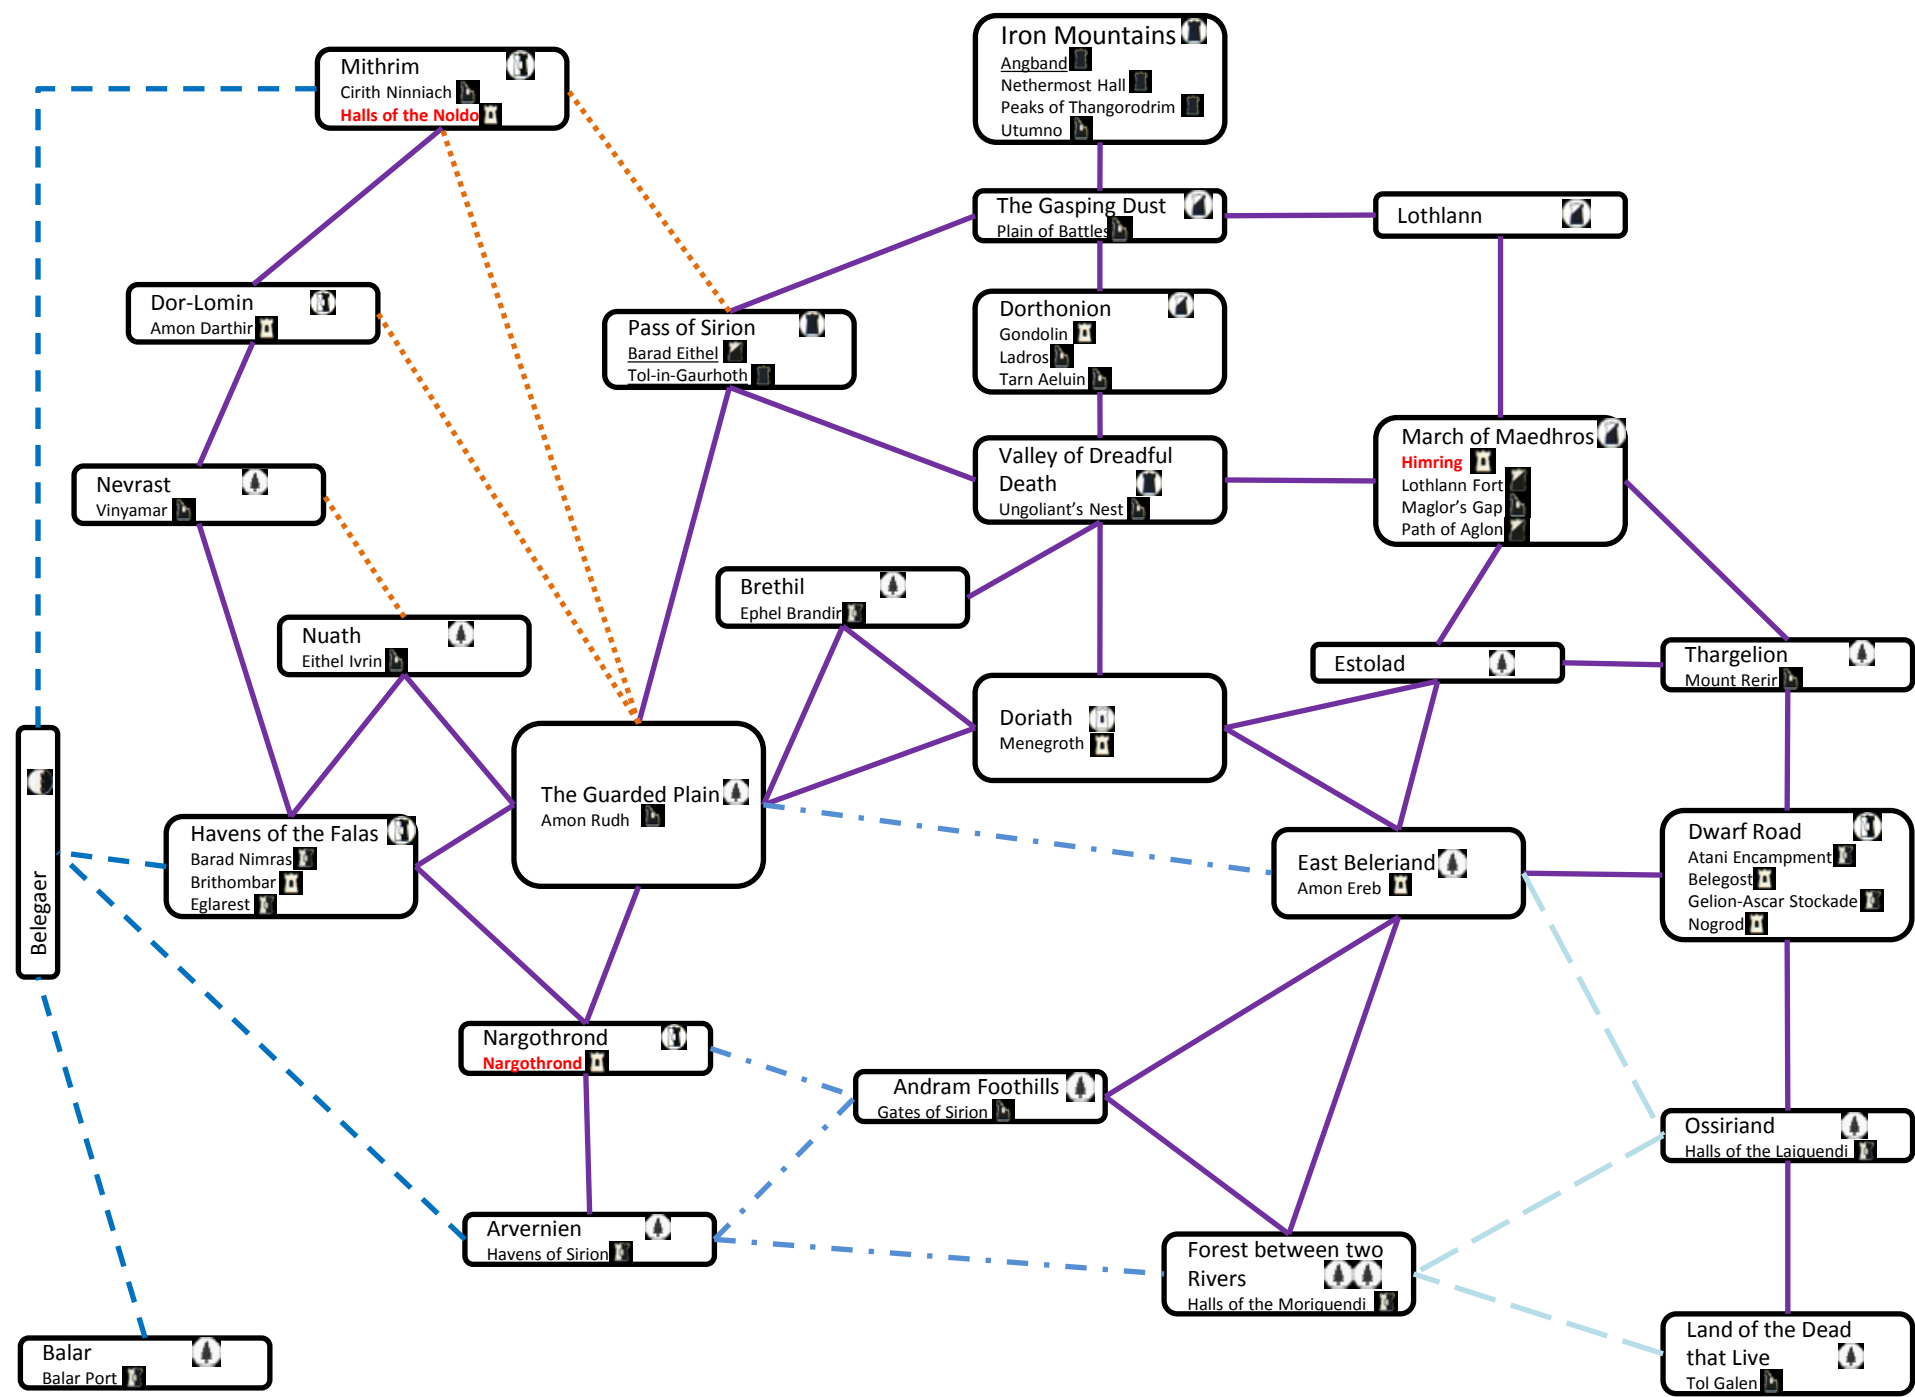 Iron Mountains
Angband
Nethermost Hall
Peaks of Thangorodrim
Utumno
Mithrim
Cirith Ninniach
Halls of the Noldo
The Gasping Dust
Plain of Battles
Lothlann
Dor-Lomin
Amon Darthir
Pass of Sirion
Barad Eithel
Tol-in-Gaurhoth
Dorthonion
Gondolin
Ladros
Tarn Aeluin
March of Maedhros
Himring
Lothlann Fort
Maglor's Gap
Path of Aglon
Valley of Dreadful
Death
Ungoliant's Nest
Nevrast
Vinyamar
Brethil
Ephel Brandir
Nuath
Eithel Ivrin
Estolad
Thargelion
Mount Rerir
Doriath
Menegroth
The Guarded Plain
Amon Rudh
Belegaer
Havens of the Falas
Barad Nimras
Brithombar
Eglarest
East Beleriand
Amon Ereb
Dwarf Road
Atani Encampment
Belegost
Gelion-Ascar Stockade
Nogrod
Nargothrond
Nargothrond
Andram Foothills
Gates of Sirion
Ossiriand
Halls of the Laiquendi
Arvernien
Havens of Sirion
Forest between two
Rivers
Halls of the Moriquendi
Balar
Balar Port
Land of the Dead
that Live
Tol Galen